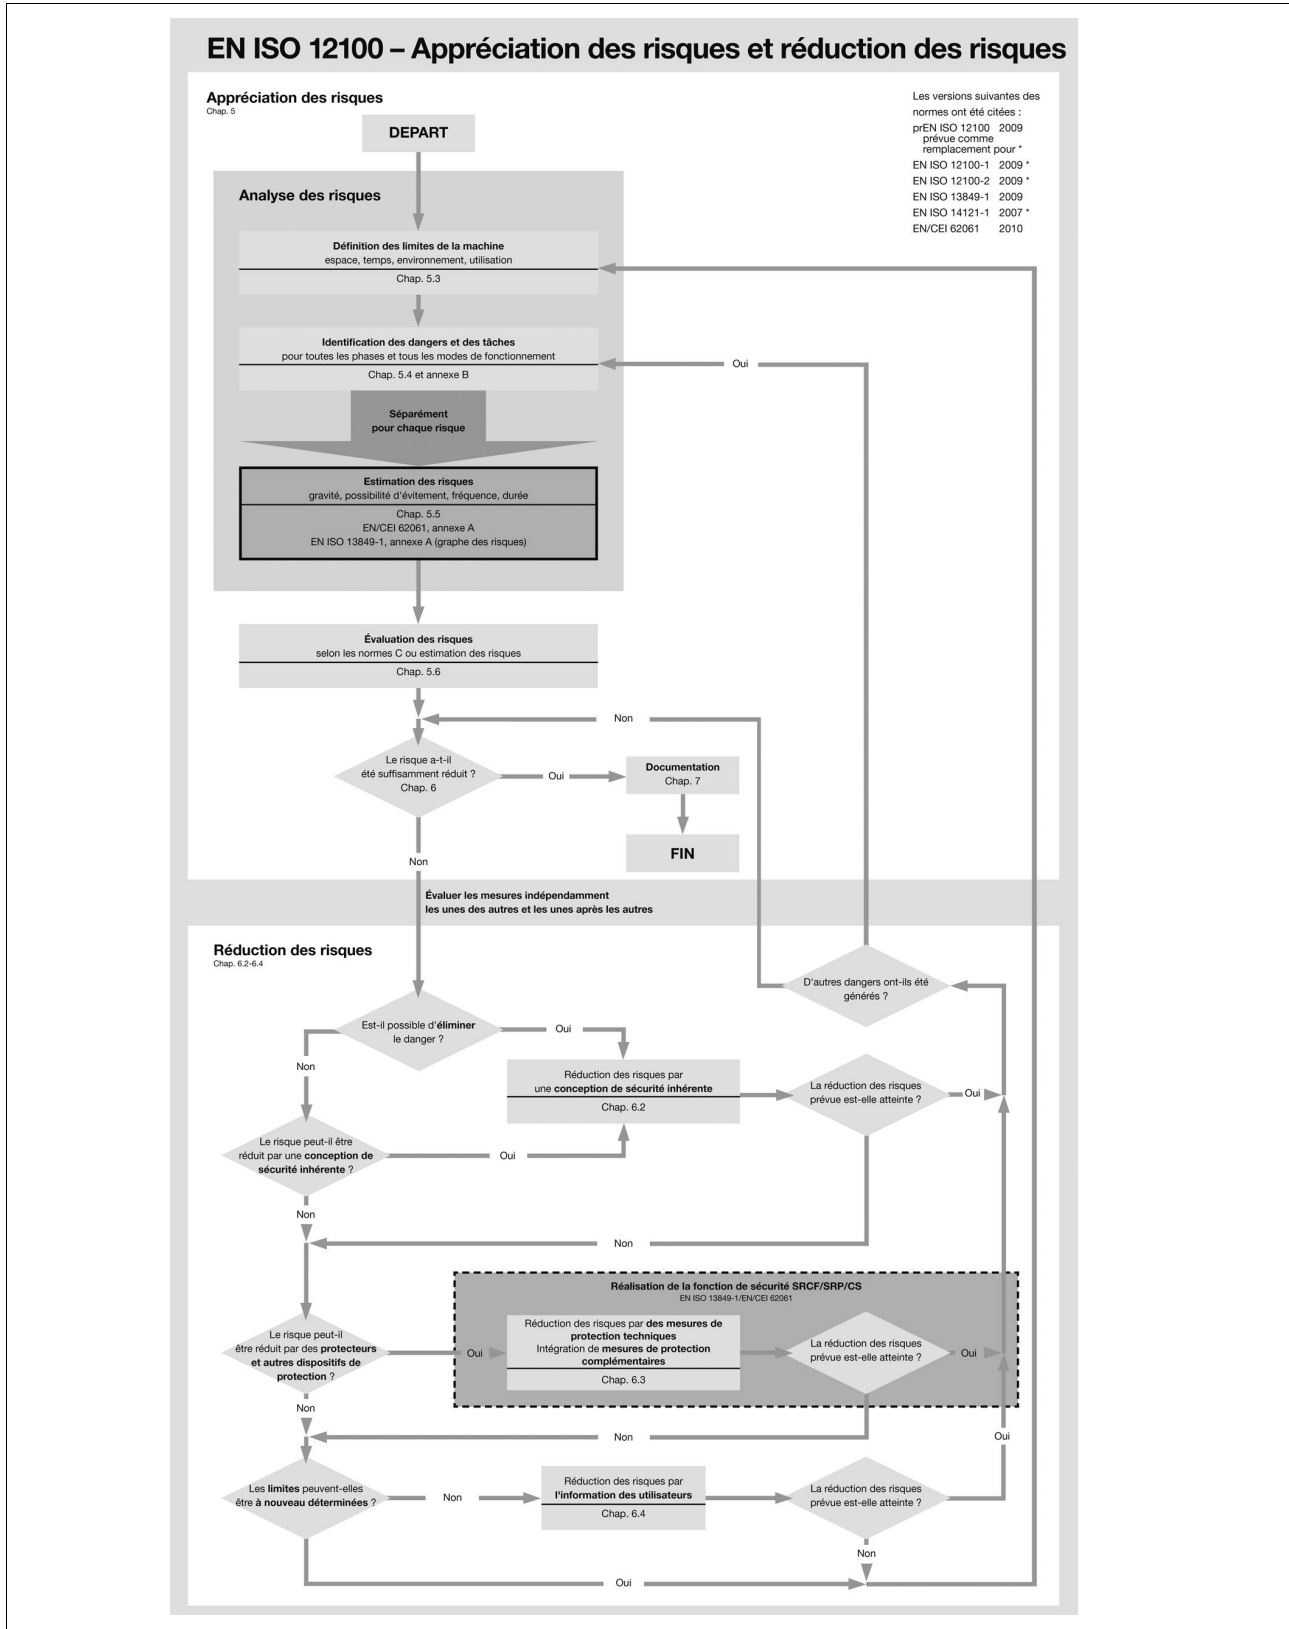 EN ISO 12100 – Appréciation des risques et réduction des risques
Appréciation des risques
Chap. 5
Les versions suivantes des
normes ont été citées :
prEN ISO 12100 2009
prévue comme
remplacement pour *
EN ISO 12100-1 2009 *
EN ISO 12100-2 2009 *
EN ISO 13849-1 2009
EN ISO 14121-1 2007 *
EN/CEI 62061 2010
DEPART
Analyse des risques
Définition des limites de la machine
espace, temps, environnement, utilisation
Chap. 5.3
Identification des dangers et des tâches
pour toutes les phases et tous les modes de fonctionnement
Chap. 5.4 et annexe B
Oui
Séparément
pour chaque risque
Estimation des risques
gravité, possibilité d'évitement, fréquence, durée
Chap. 5.5
EN/CEI 62061, annexe A
EN ISO 13849-1, annexe A (graphe des risques)
Évaluation des risques
selon les normes C ou estimation des risques
Chap. 5.6
Non
Le risque a-t-il
été suffisamment réduit ?
Chap. 6
Oui
Documentation
Chap. 7
FIN
Non
Évaluer les mesures indépendamment
les unes des autres et les unes après les autres
Réduction des risques
Chap. 6.2-6.4
D'autres dangers ont-ils été
générés ?
Est-il possible d'éliminer
le danger ?
Oui
Non
Réduction des risques par
une conception de sécurité inhérente
Chap. 6.2
La réduction des risques
prévue est-elle atteinte ?
Oui
Le risque peut-il être
réduit par une conception de
sécurité inhérente ?
Oui
Non
Non
Réalisation de la fonction de sécurité SRCF/SRP/CS
EN ISO 13849-1/EN/CEI 62061
Le risque peut-il
être réduit par des protecteurs
et autres dispositifs de
protection ?
Oui
Réduction des risques par des mesures de
protection techniques
Intégration de mesures de protection
complémentaires
Chap. 6.3
La réduction des risques
prévue est-elle atteinte ?
Oui
Non
Non
Oui
Les limites peuvent-elles
être à nouveau déterminées ?
Non
Réduction des risques par
l'information des utilisateurs
Chap. 6.4
La réduction des risques
prévue est-elle atteinte ?
Non
Oui